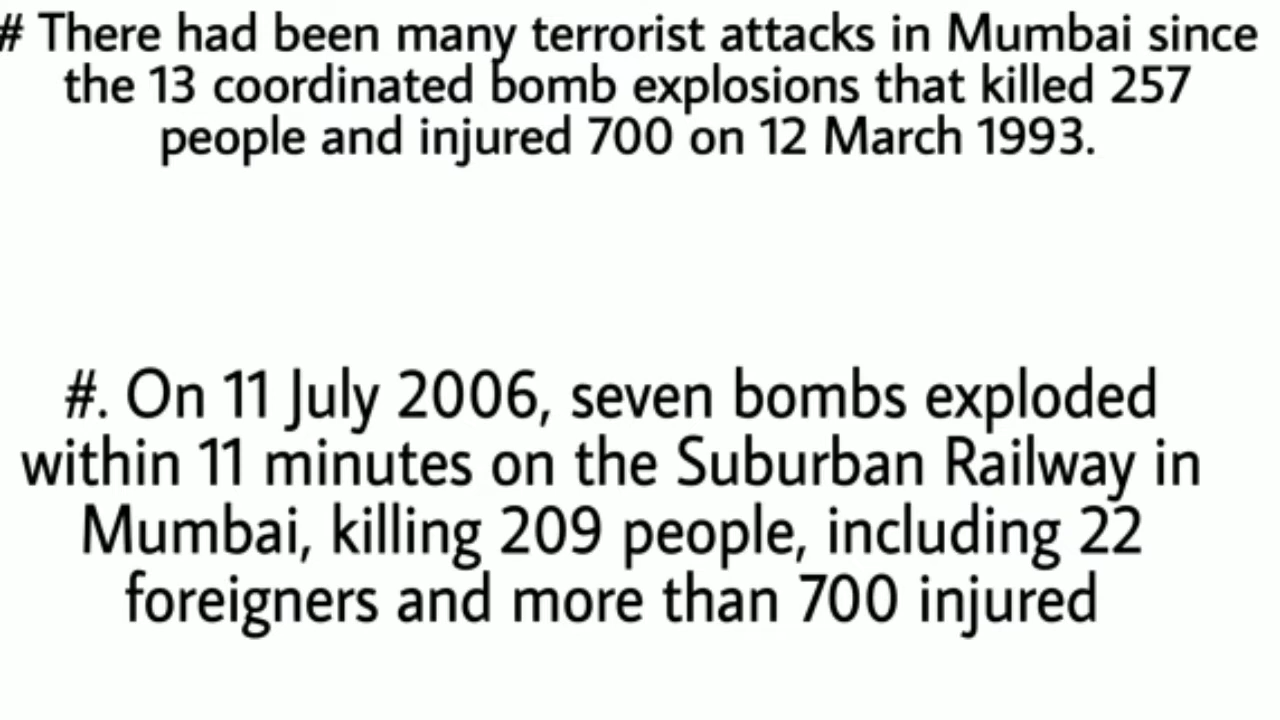 # There had been many terrorist attacks in Mumbai since
the 13 coordinated bomb explosions that killed 257
people and injured 700 on 12 March 1993.
#. On 11 July 2006, seven bombs exploded
within 11 minutes on the Suburban Railway in
Mumbai, killing 209 people, including 22
foreigners and more than 700 injured